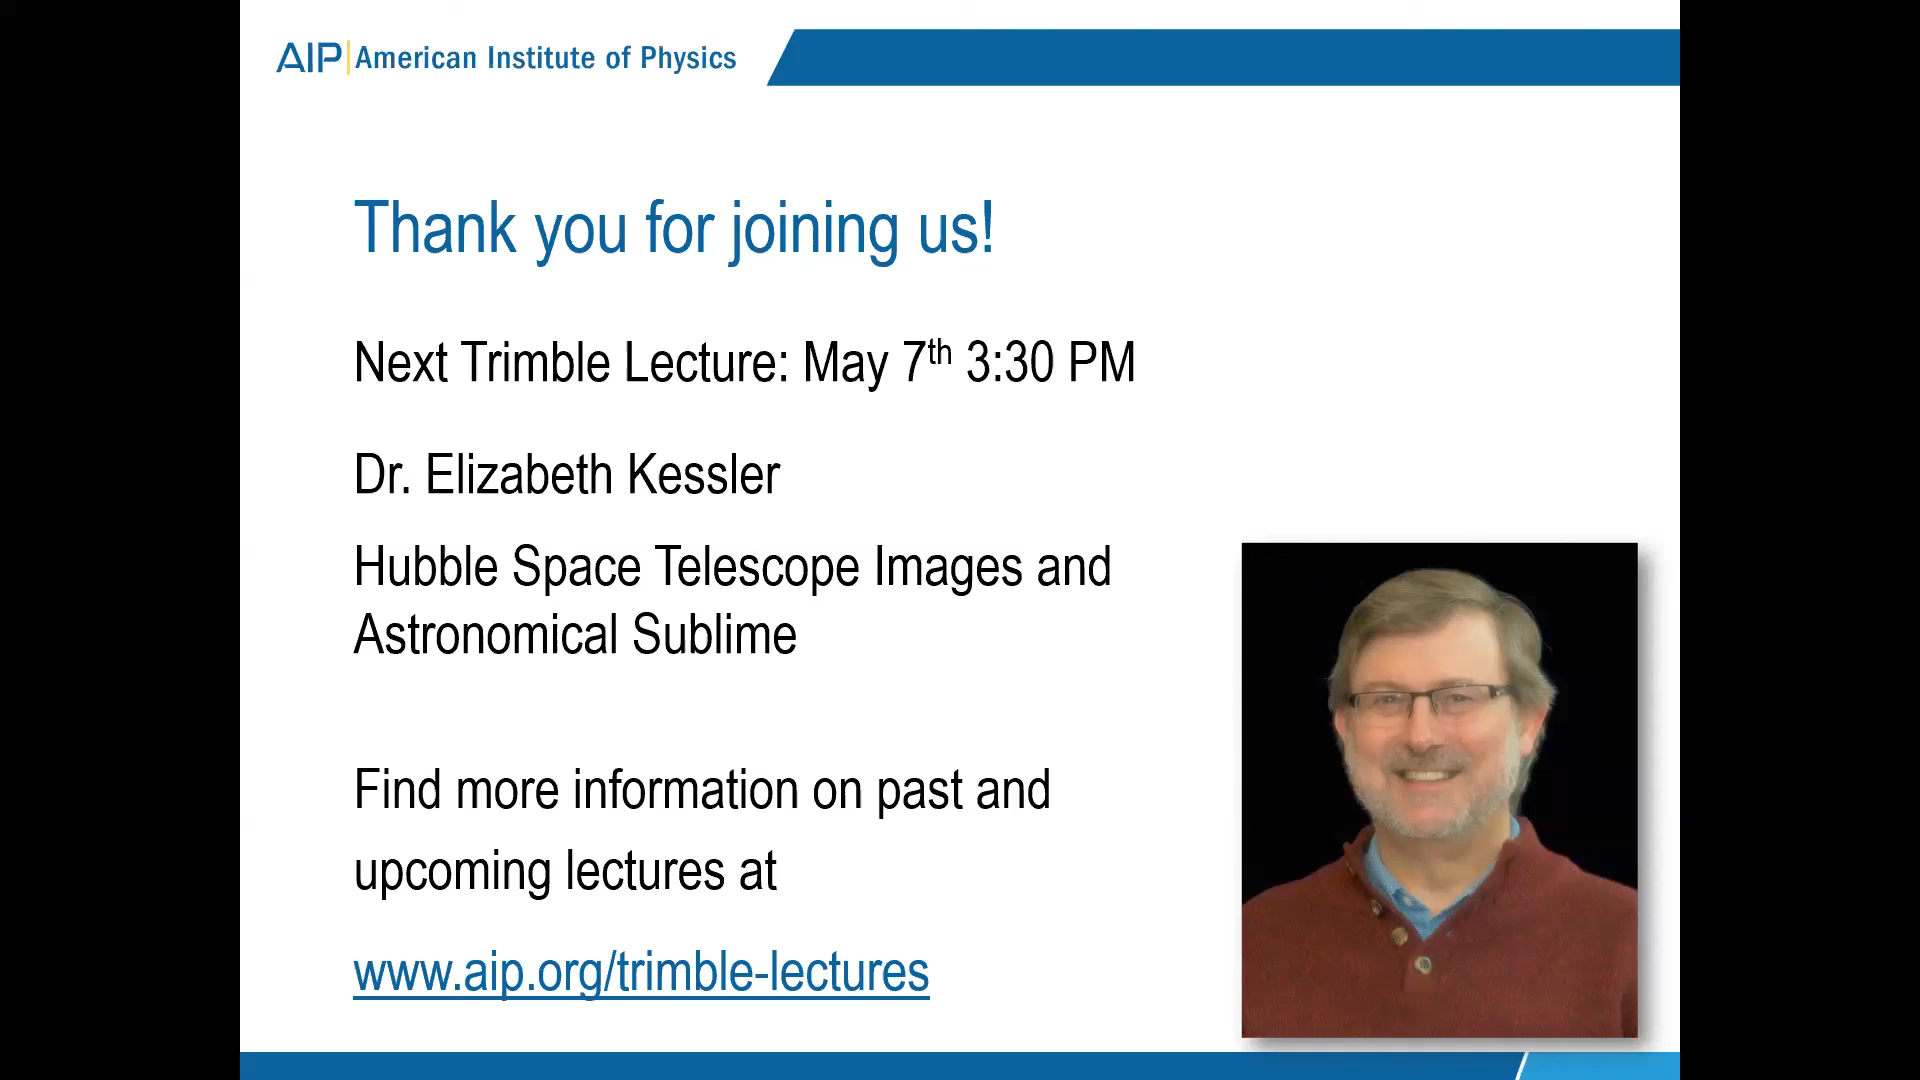 AIP American Institute of Physics
Thank you for joining us!
Next Trimble Lecture: May 7th 3:30 PM
Dr. Elizabeth Kessler
Hubble Space Telescope Images and
Astronomical Sublime
Find more information on past and
upcoming lectures at
www.aip.org/trimble-lectures